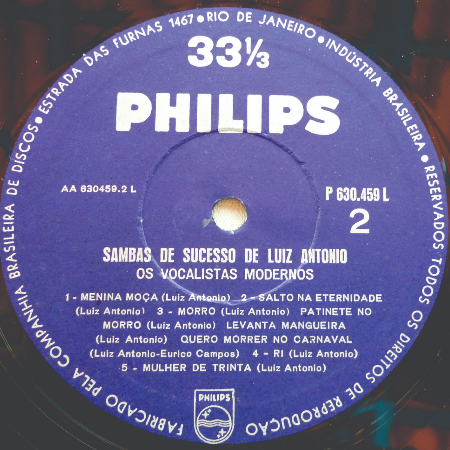 FABRICADO PELA COMPANHIA BRASILEIRA DE DISCOS • ESTRADA DAS FURNAS 1467 • RIO DE JANEIRO • INDÚSTRIA BRASILEIRA • RESERVADOS TODOS OS DIREITOS DE REPRODUÇÃO
33⅓
PHILIPS
AA 630459.2 L
P 630.459 L
2
SAMBAS DE SUCESSO DE LUIZ ANTONIO
OS VOCALISTAS MODERNOS
1 - MENINA MOÇA (Luiz Antonio) 2 - SALTO NA ETERNIDADE
(Luiz Antonio) 3 - MORRO (Luiz Antonio) PATINETE NO
MORRO (Luiz Antonio) LEVANTA MANGUEIRA
(Luiz Antonio) QUERO MORRER NO CARNAVAL
(Luiz Antonio-Eurico Campos) 4 - RI (Luiz Antonio)
5 - MULHER DE TRINTA (Luiz Antonio)
PHILIPS